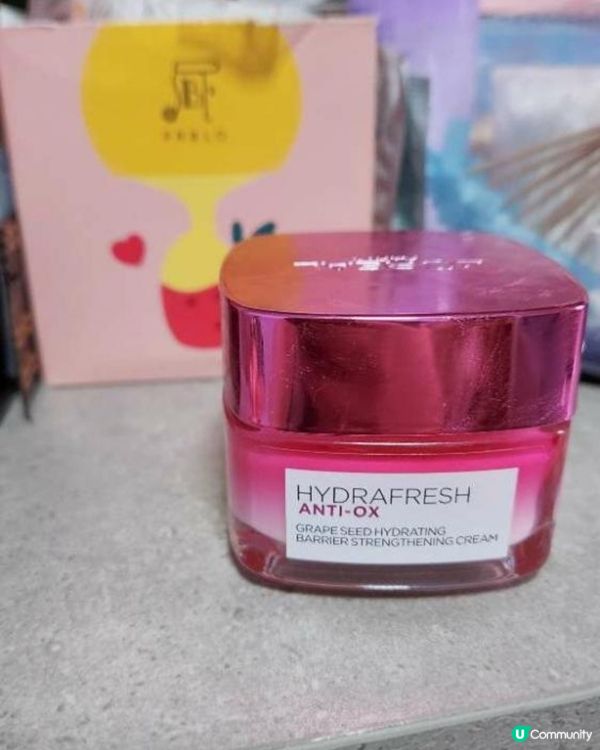 HYDRAFRESH
ANTI-OX
GRAPE SEED HYDRATING
BARRIER STRENGTHENING CREAM
U Community